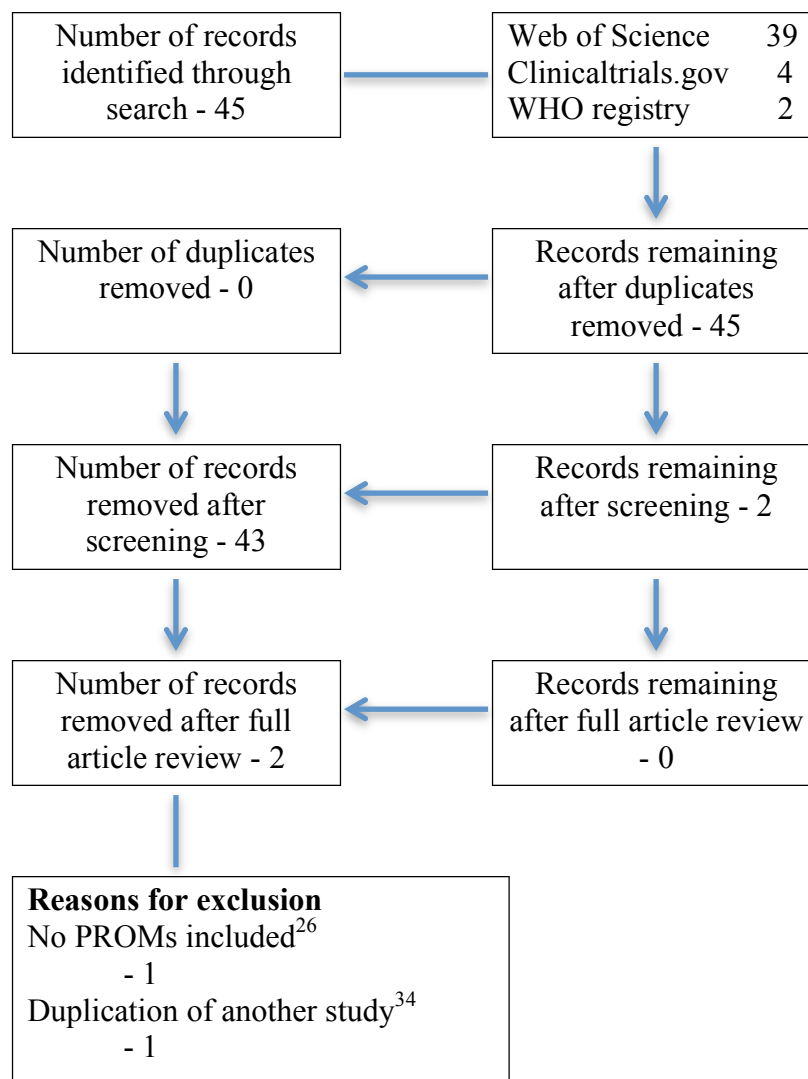 Number of records
identified through
search - 45
Web of Science 39
Clinicaltrials.gov 4
WHO registry 2
Number of duplicates
removed - 0
Records remaining
after duplicates
removed - 45
Number of records
removed after
screening - 43
Records remaining
after screening - 2
Number of records
removed after full
article review - 2
Records remaining
after full article review
- 0
Reasons for exclusion
No PROMs included26
- 1
Duplication of another study34
- 1